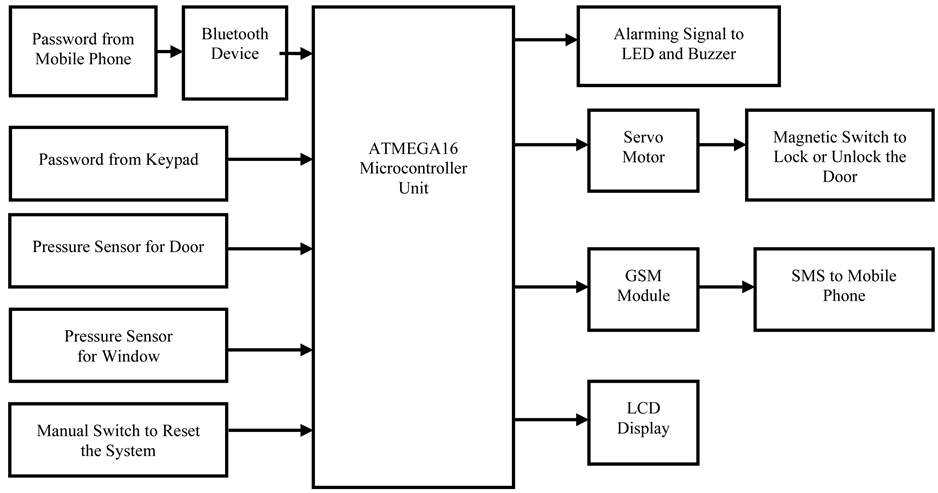 Password from
Mobile Phone
Bluetooth
Device
Password from Keypad
Pressure Sensor for Door
Pressure Sensor
for Window
Manual Switch to Reset
the System
ATMEGA16
Microcontroller
Unit
Alarming Signal to
LED and Buzzer
Servo
Motor
Magnetic Switch to
Lock or Unlock the
Door
GSM
Module
SMS to Mobile
Phone
LCD
Display